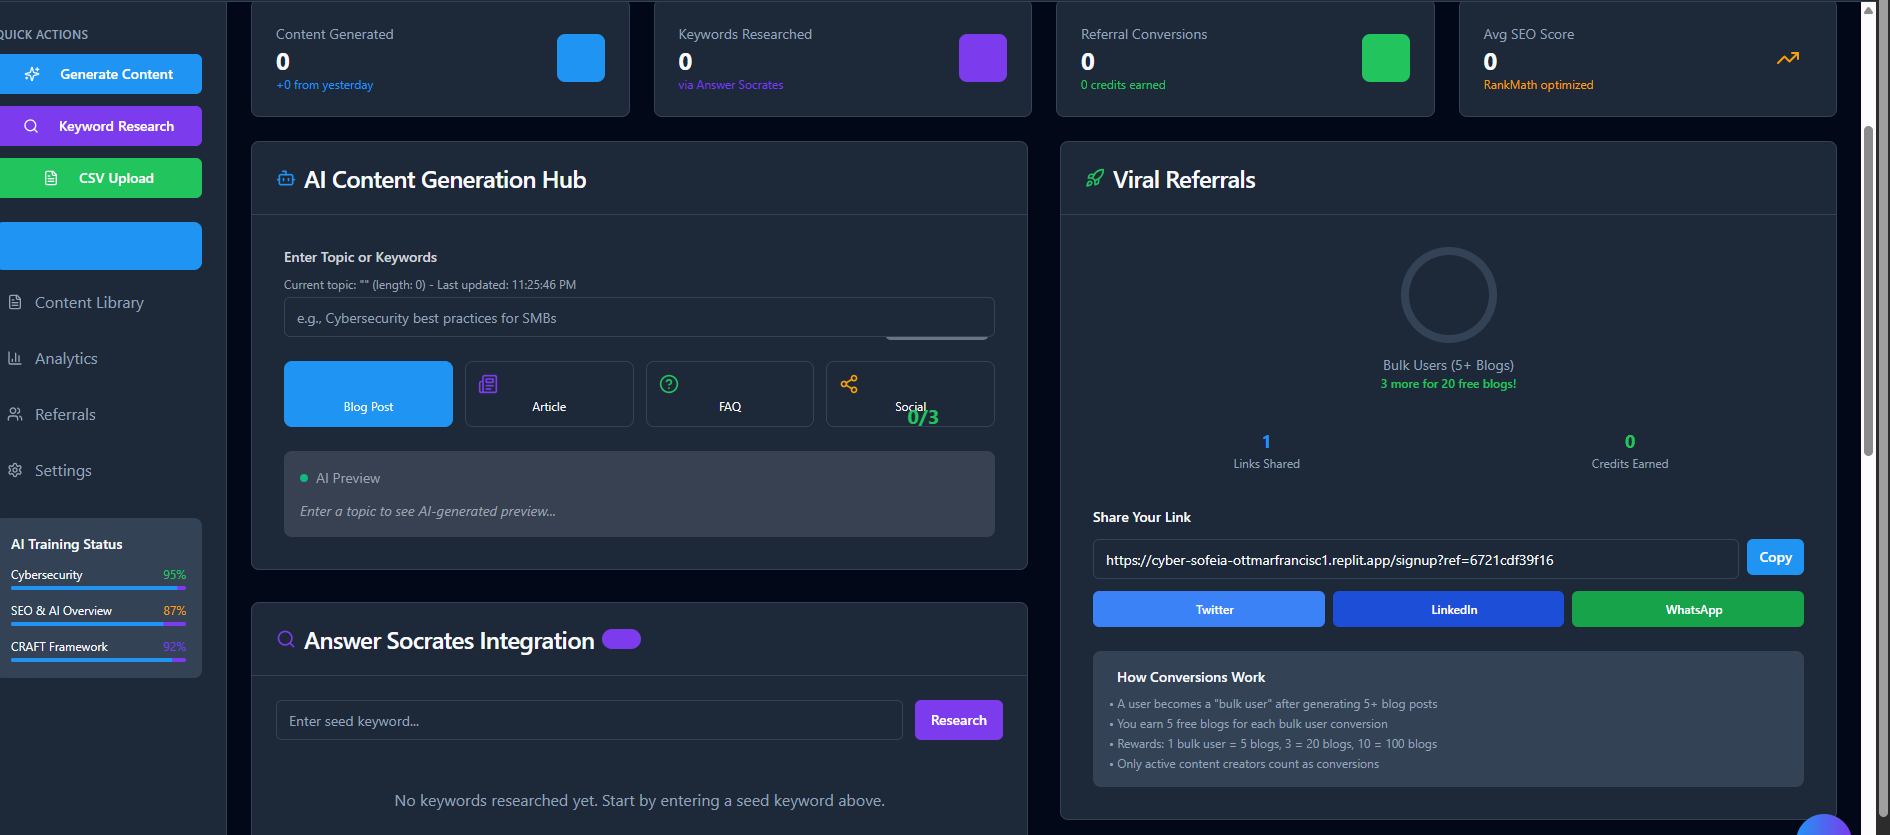 QUICK ACTIONS
Generate Content
Keyword Research
CSV Upload
Content Library
Analytics
Referrals
Settings
AI Training Status
Cybersecurity 95%
SEO & AI Overview 87%
CRAFT Framework 92%
Content Generated
0
+0 from yesterday
Keywords Researched
0
via Answer Socrates
Referral Conversions
0
0 credits earned
Avg SEO Score
0
RankMath optimized
AI Content Generation Hub
Enter Topic or Keywords
Current topic: "" (length: 0) - Last updated: 11:25:46 PM
e.g., Cybersecurity best practices for SMBs
Blog Post
Article
FAQ
Social
0/3
AI Preview
Enter a topic to see AI-generated preview...
Answer Socrates Integration
Enter seed keyword...
Research
No keywords researched yet. Start by entering a seed keyword above.
Viral Referrals
Bulk Users (5+ Blogs)
3 more for 20 free blogs!
1
Links Shared
0
Credits Earned
Share Your Link
https://cyber-sofeia-ottmarfrancisc1.replit.app/signup?ref=6721cdf39f16
Copy
Twitter
LinkedIn
WhatsApp
How Conversions Work
• A user becomes a "bulk user" after generating 5+ blog posts
• You earn 5 free blogs for each bulk user conversion
• Rewards: 1 bulk user = 5 blogs, 3 = 20 blogs, 10 = 100 blogs
• Only active content creators count as conversions